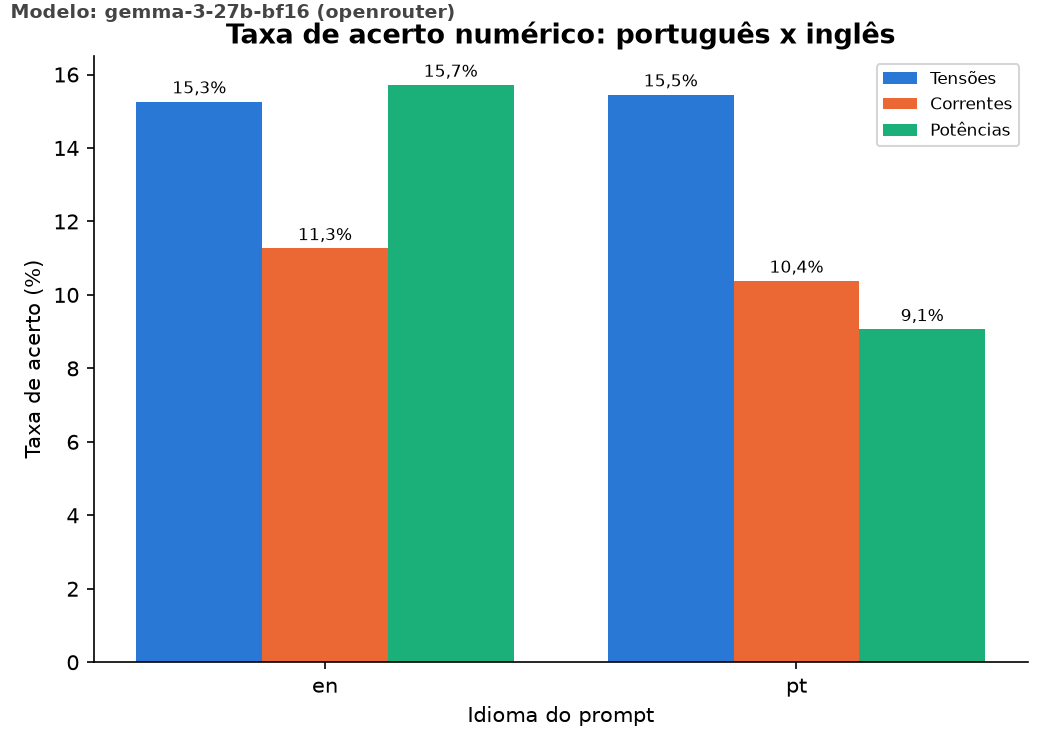 Modelo: gemma-3-27b-bf16 (openrouter)
Taxa de acerto numérico: português x inglês
Tensões
Correntes
Potências
15,3%
11,3%
15,7%
15,5%
10,4%
9,1%
Taxa de acerto (%)
16
14
12
10
8
6
4
2
0
en
pt
Idioma do prompt